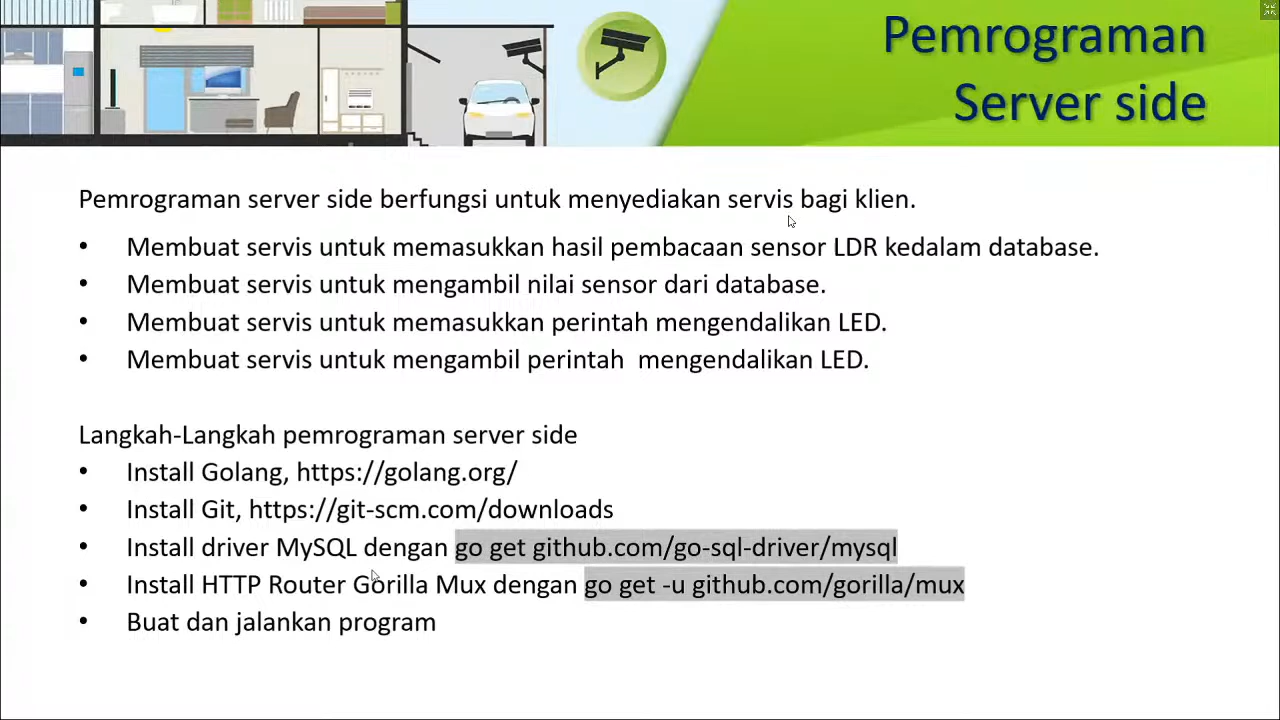 Pemrograman
Server side
Pemrograman server side berfungsi untuk menyediakan servis bagi klien.
• Membuat servis untuk memasukkan hasil pembacaan sensor LDR kedalam database.
• Membuat servis untuk mengambil nilai sensor dari database.
• Membuat servis untuk memasukkan perintah mengendalikan LED.
• Membuat servis untuk mengambil perintah  mengendalikan LED.
Langkah-Langkah pemrograman server side
• Install Golang, https://golang.org/
• Install Git, https://git-scm.com/downloads
• Install driver MySQL dengan go get github.com/go-sql-driver/mysql
• Install HTTP Router Gorilla Mux dengan go get -u github.com/gorilla/mux
• Buat dan jalankan program